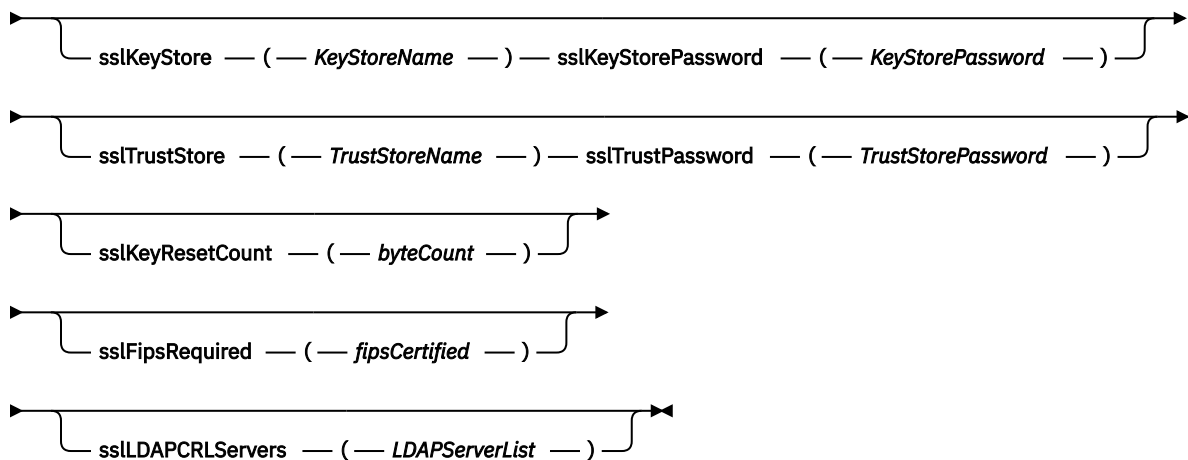 sslKeyStore ( KeyStoreName ) sslKeyStorePassword ( KeyStorePassword )
sslTrustStore ( TrustStoreName ) sslTrustPassword ( TrustStorePassword )
sslKeyResetCount ( byteCount )
sslFipsRequired ( fipsCertified )
sslLDAPCRLServers ( LDAPServerList )